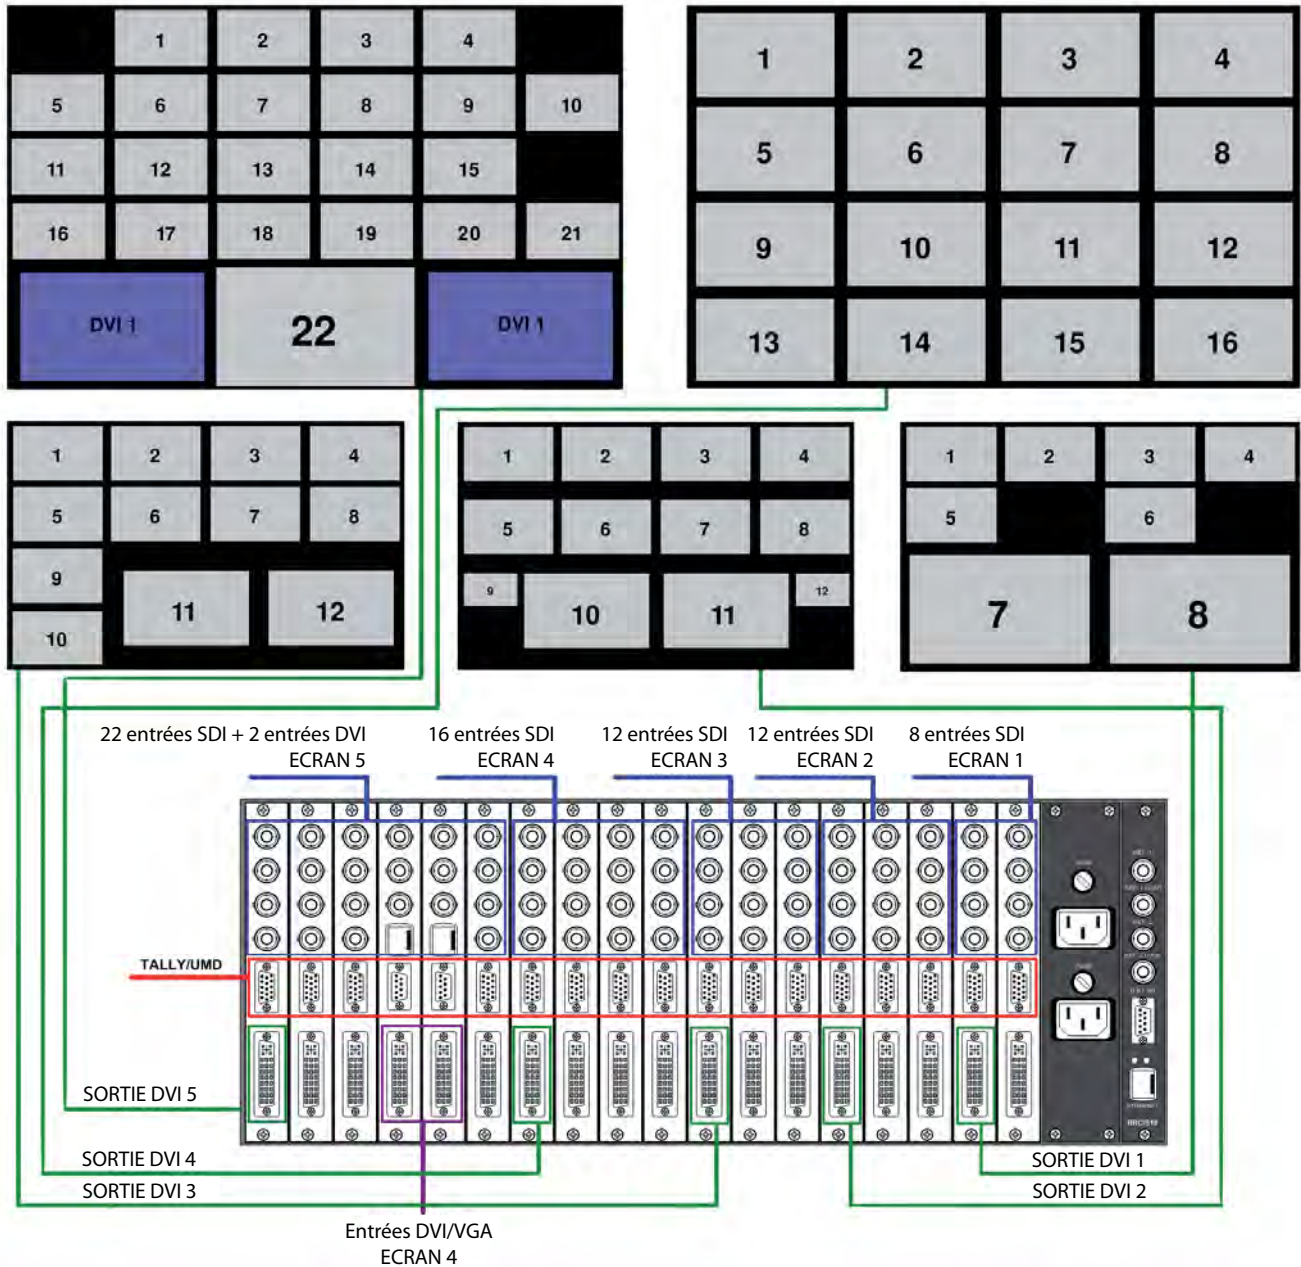 1 2 3 4
5 6 7 8 9 10
11 12 13 14 15
16 17 18 19 20 21
DVI 1 22 DVI 1
1 2 3 4
5 6 7 8
9 10 11 12
13 14 15 16
1 2 3 4
5 6 7 8
9
11 12
10
1 2 3 4
5 6 7 8
9 10 11 12
1 2 3 4
5 6
7 8
22 entrées SDI + 2 entrées DVI
ECRAN 5
16 entrées SDI
ECRAN 4
12 entrées SDI
ECRAN 3
12 entrées SDI
ECRAN 2
8 entrées SDI
ECRAN 1
TALLY/UMD
SORTIE DVI 5
SORTIE DVI 4
SORTIE DVI 3
SORTIE DVI 1
SORTIE DVI 2
Entrées DVI/VGA
ECRAN 4